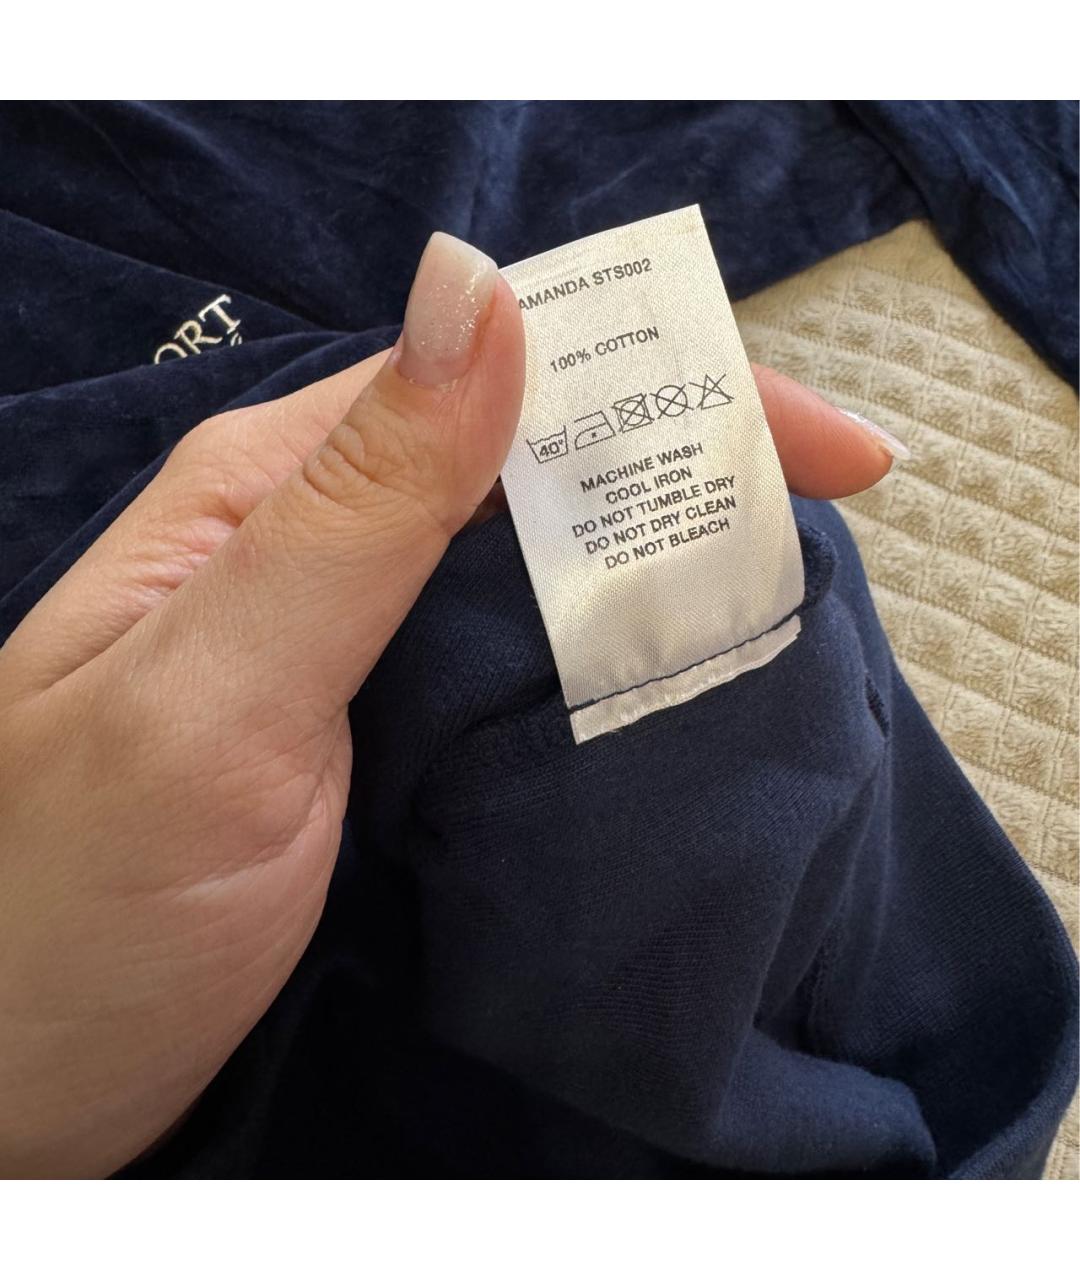 ORT
AMANDA STS002
100% COTTON
40°
MACHINE WASH
COOL IRON
DO NOT TUMBLE DRY
DO NOT DRY CLEAN
DO NOT BLEACH